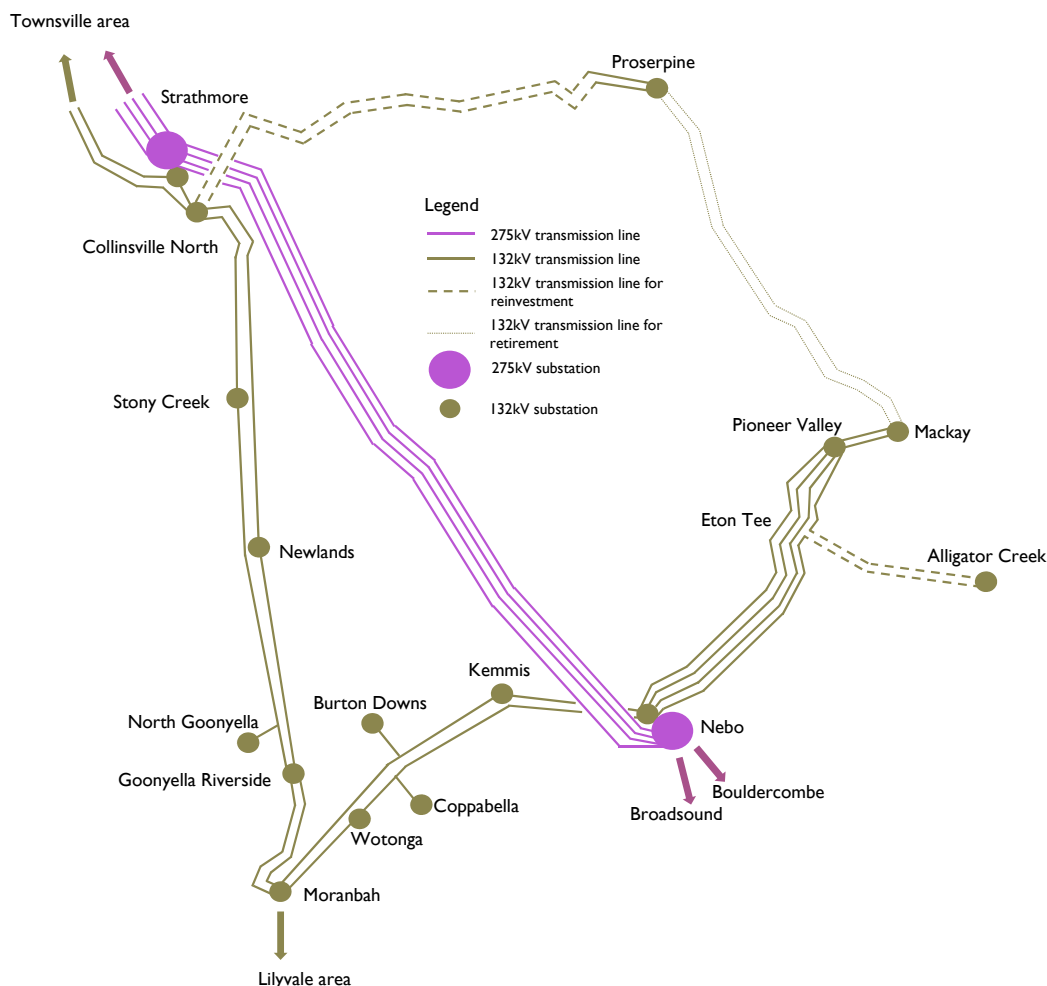 Townsville area
Proserpine
Strathmore
Legend
275kV transmission line
132kV transmission line
132kV transmission line for
reinvestment
132kV transmission line for
retirement
275kV substation
132kV substation
Collinsville North
Stony Creek
Pioneer Valley
Mackay
Eton Tee
Newlands
Alligator Creek
Kemmis
Burton Downs
North Goonyella
Nebo
Goonyella Riverside
Bouldercombe
Coppabella
Broadsound
Wotonga
Moranbah
Lilyvale area